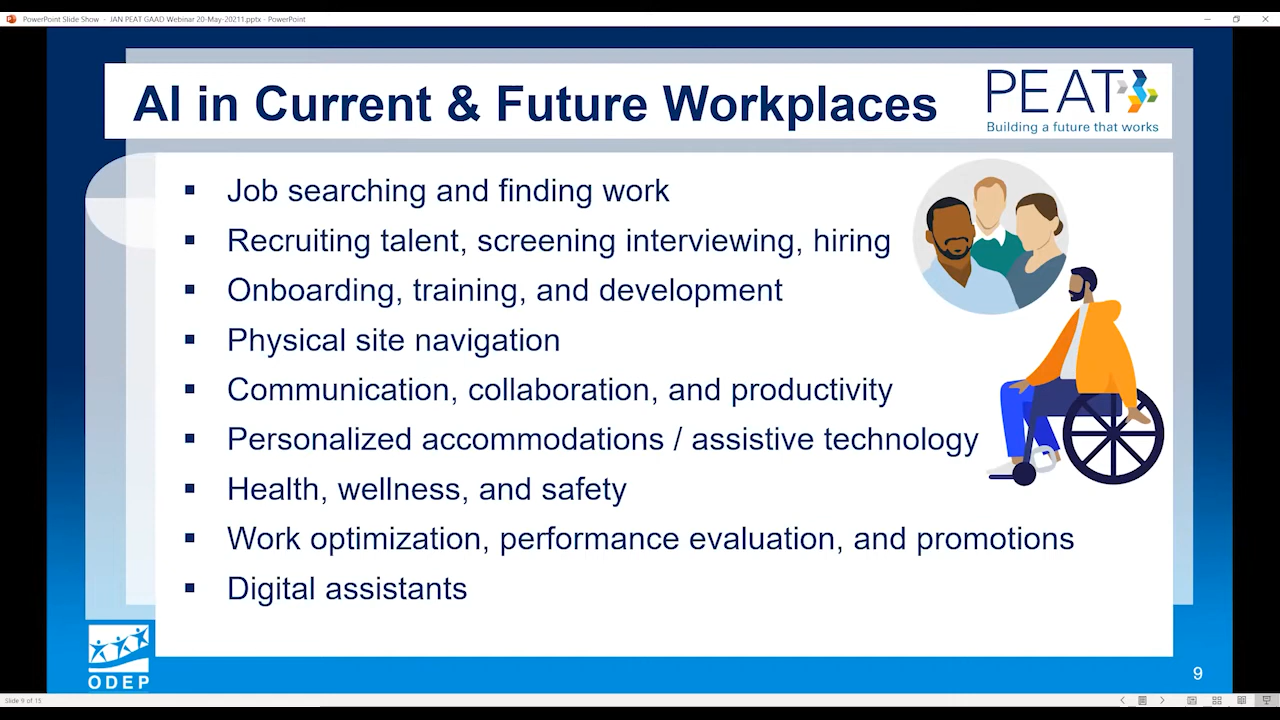 PowerPoint Slide Show - JAN PEAT GAAD Webinar 20-May-20211.pptx - PowerPoint
AI in Current & Future Workplaces
PEAT
Building a future that works
▪ Job searching and finding work
▪ Recruiting talent, screening interviewing, hiring
▪ Onboarding, training, and development
▪ Physical site navigation
▪ Communication, collaboration, and productivity
▪ Personalized accommodations / assistive technology
▪ Health, wellness, and safety
▪ Work optimization, performance evaluation, and promotions
▪ Digital assistants
ODEP
9
Slide 9 of 15